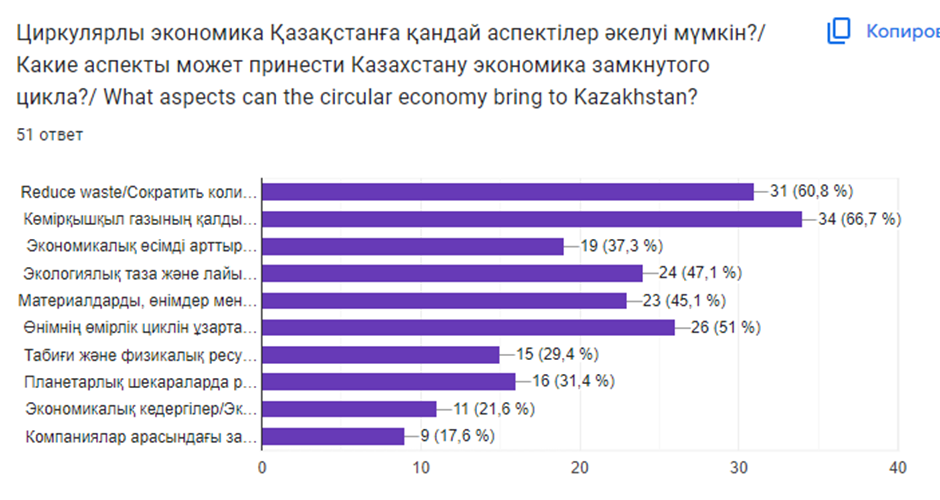 Циркулярлы экономика Қазақстанға қандай аспектілер әкелуі мүмкін?/
Какие аспекты может принести Казахстану экономика замкнутого
цикла?/ What aspects can the circular economy bring to Kazakhstan?
Копиров
51 ответ
Reduce waste/Сократить коли... 31 (60,8 %)
Көмірқышқыл газының қалды... 34 (66,7 %)
Экономикалық өсімді арттыр... 19 (37,3 %)
Экологиялық таза және лайы... 24 (47,1 %)
Материалдарды, өнімдер мен... 23 (45,1 %)
Өнімнің өмірлік циклін ұзарта... 26 (51 %)
Табиғи және физикалық ресу... 15 (29,4 %)
Планетарлық шекараларда р... 16 (31,4 %)
Экономикалық кедергілер/Эк... 11 (21,6 %)
Компаниялар арасындағы за... 9 (17,6 %)
0 10 20 30 40